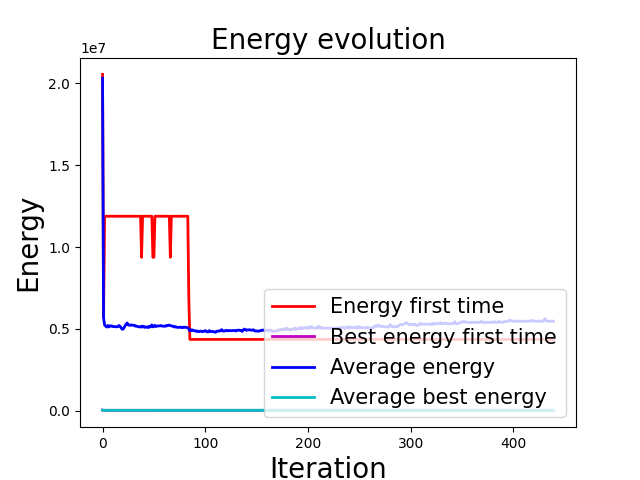 Energy evolution
1e7
2.0
1.5
1.0
0.5
0.0
Energy
Energy first time
Best energy first time
Average energy
Average best energy
0 100 200 300 400
Iteration